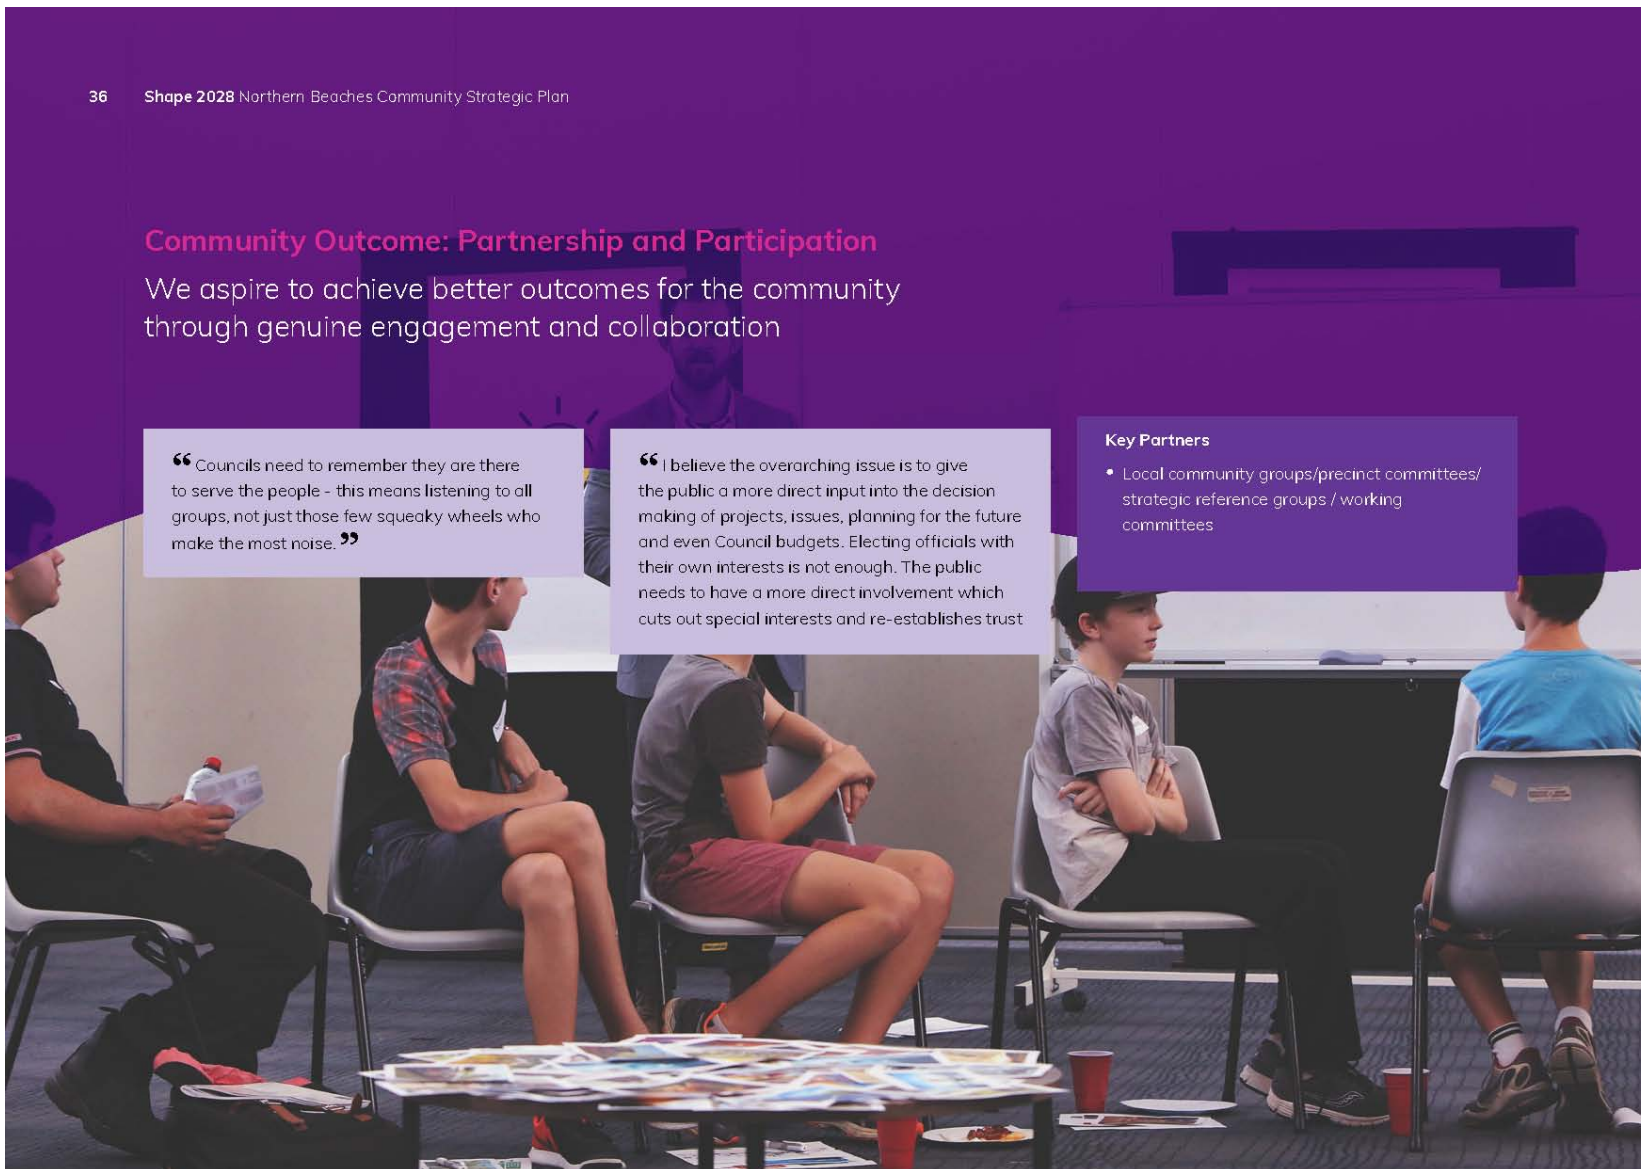 36 Shape 2028 Northern Beaches Community Strategic Plan
Community Outcome: Partnership and Participation
We aspire to achieve better outcomes for the community
through genuine engagement and collaboration
“ Councils need to remember they are there
to serve the people - this means listening to all
groups, not just those few squeaky wheels who
make the most noise. ”
“ I believe the overarching issue is to give
the public a more direct input into the decision
making of projects, issues, planning for the future
and even Council budgets. Electing officials with
their own interests is not enough. The public
needs to have a more direct involvement which
cuts out special interests and re-establishes trust
Key Partners
• Local community groups/precinct committees/
strategic reference groups / working
committees